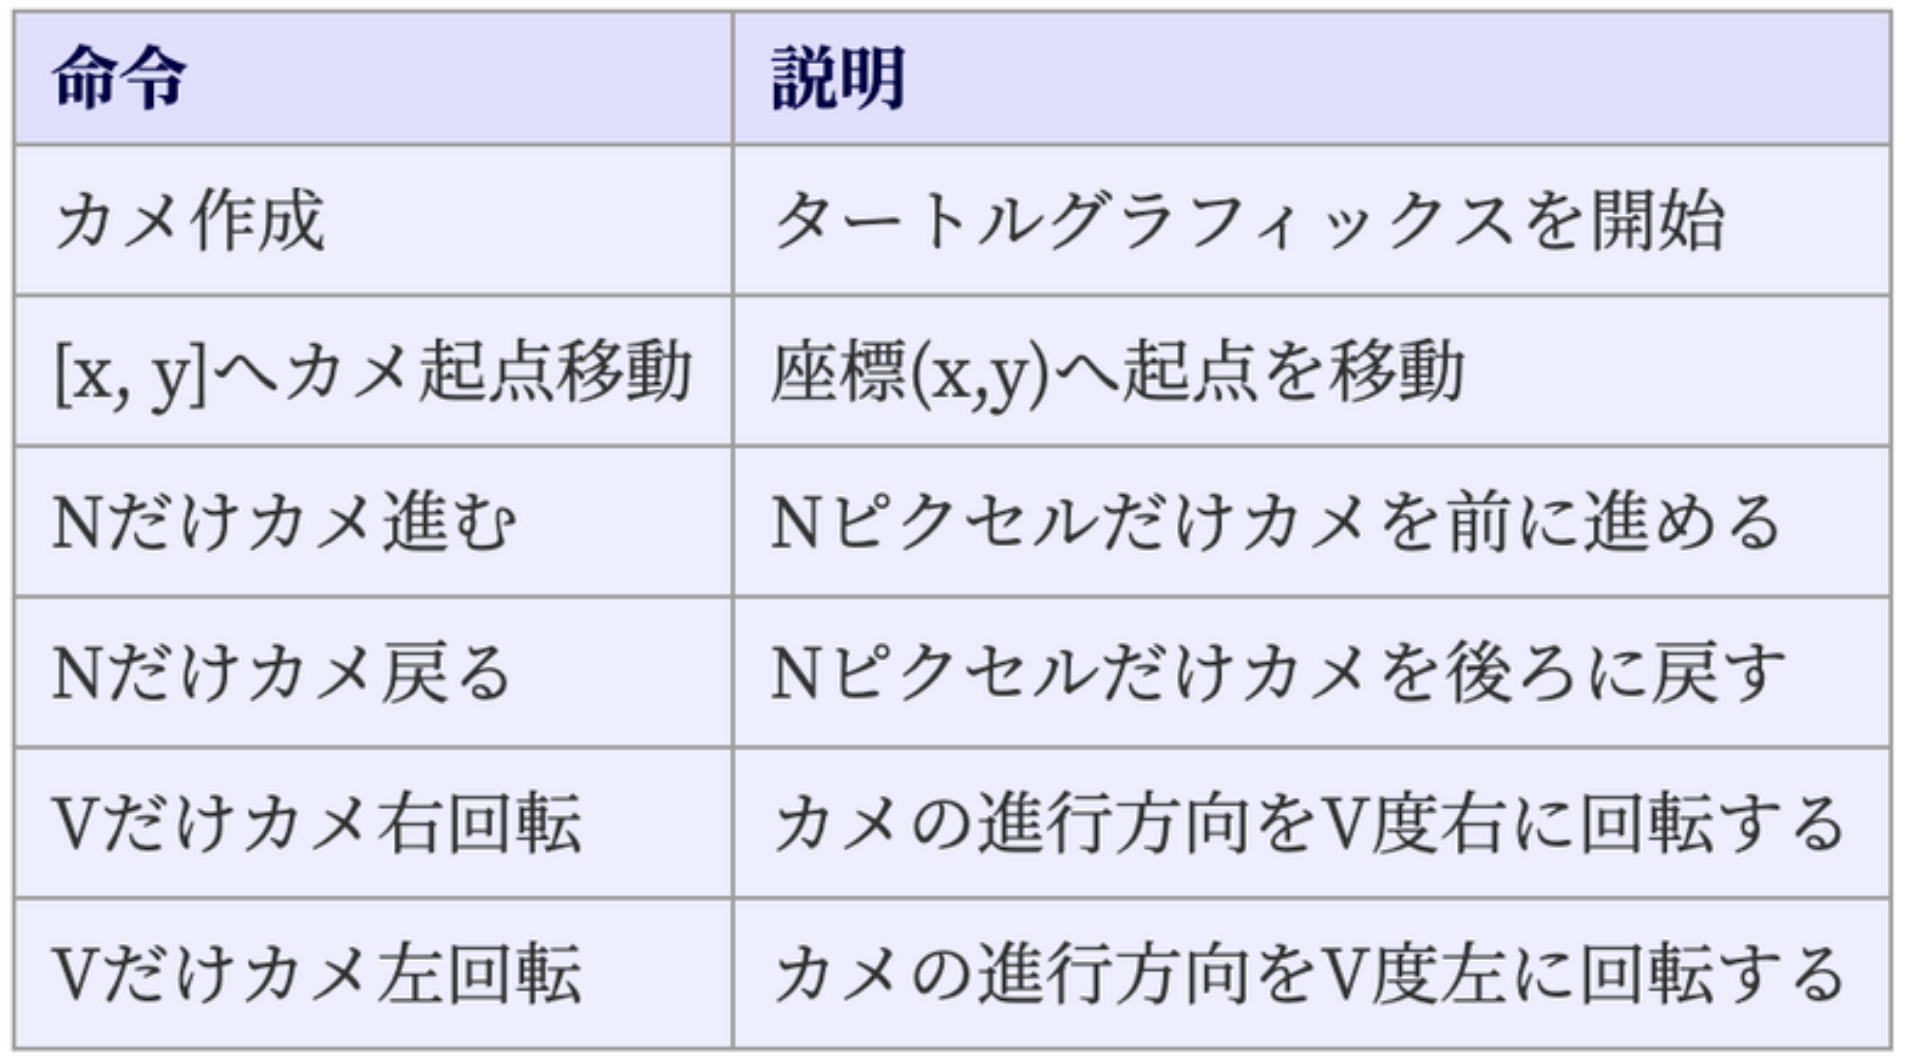 命令 説明
カメ作成 タートルグラフィックスを開始
[x, y]へカメ起点移動 座標(x,y)へ起点を移動
Nだけカメ進む Nピクセルだけカメを前に進める
Nだけカメ戻る Nピクセルだけカメを後ろに戻す
Vだけカメ右回転 カメの進行方向をV度右に回転する
Vだけカメ左回転 カメの進行方向をV度左に回転する